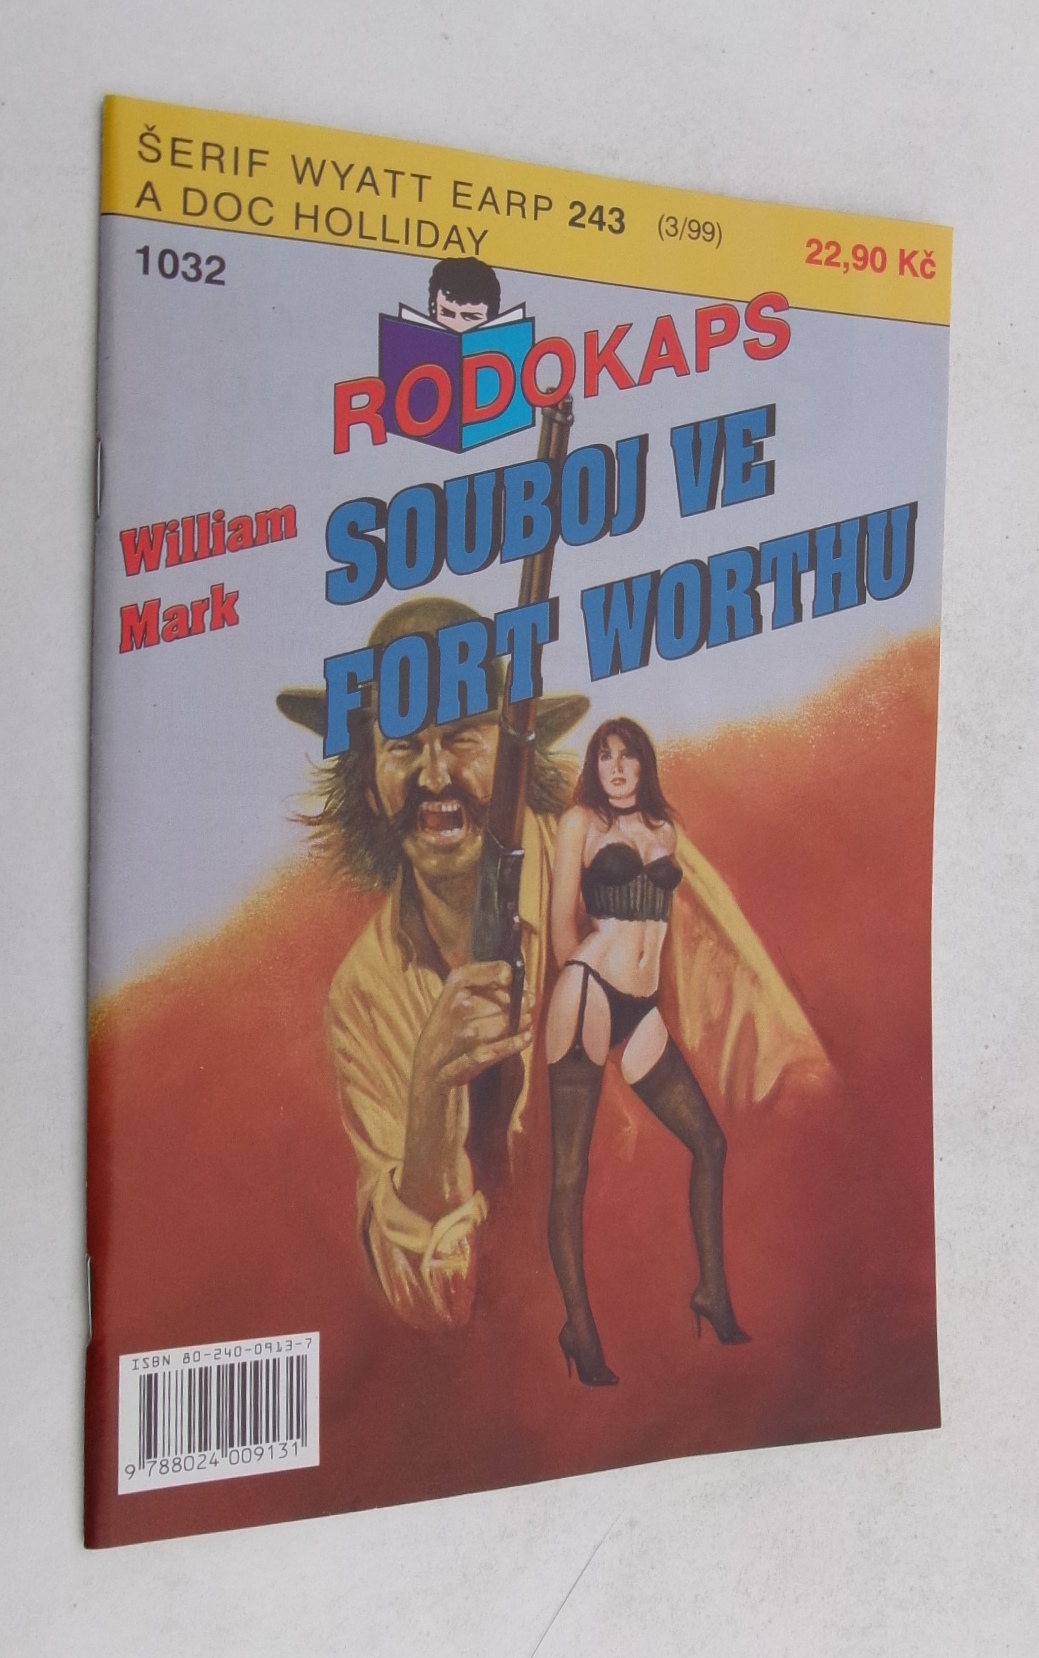 ŠERIF WYATT EARP 243 (3/99)
A DOC HOLLIDAY
22,90 Kč
1032
RODOKAPS
William
Mark
SOUBOJ VE
FORT WORTHU
ISBN 80-240-0913-7
9 788024 009131